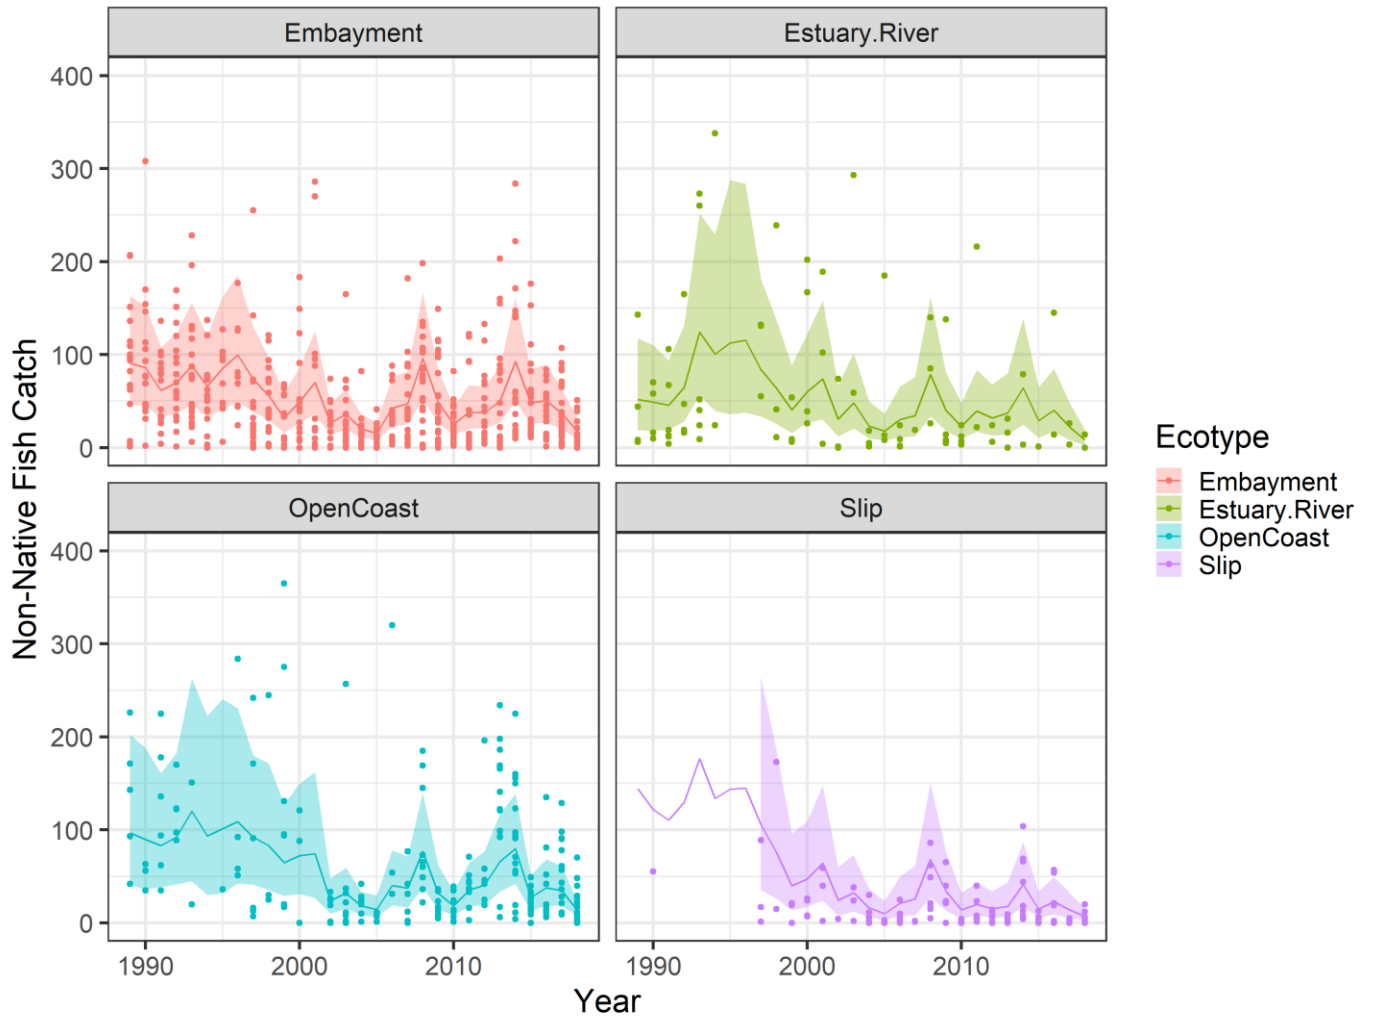 Embayment
Estuary.River
400
300
200
100
0
OpenCoast
Slip
400
300
200
100
0
1990
2000
2010
1990
2000
2010
Non-Native Fish Catch
Year
Ecotype
Embayment
Estuary.River
OpenCoast
Slip